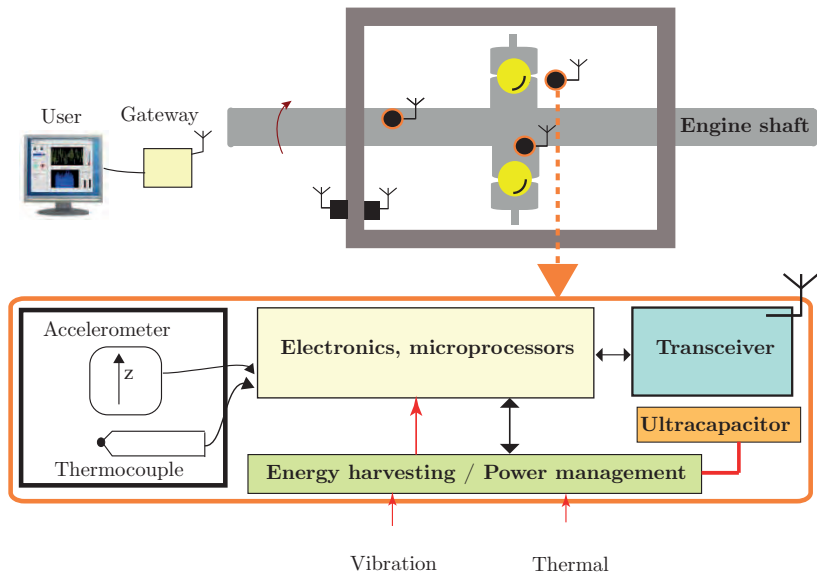 User
Gateway
Engine shaft
Accelerometer
z
Thermocouple
Electronics, microprocessors
Transceiver
Ultracapacitor
Energy harvesting / Power management
Vibration
Thermal